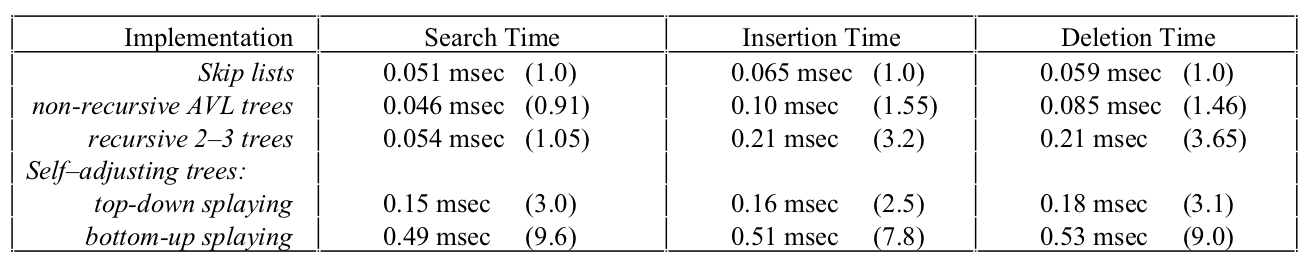 Implementation Search Time Insertion Time Deletion Time
Skip lists 0.051 msec (1.0) 0.065 msec (1.0) 0.059 msec (1.0)
non-recursive AVL trees 0.046 msec (0.91) 0.10 msec (1.55) 0.085 msec (1.46)
recursive 2–3 trees 0.054 msec (1.05) 0.21 msec (3.2) 0.21 msec (3.65)
Self–adjusting trees:
top-down splaying 0.15 msec (3.0) 0.16 msec (2.5) 0.18 msec (3.1)
bottom-up splaying 0.49 msec (9.6) 0.51 msec (7.8) 0.53 msec (9.0)